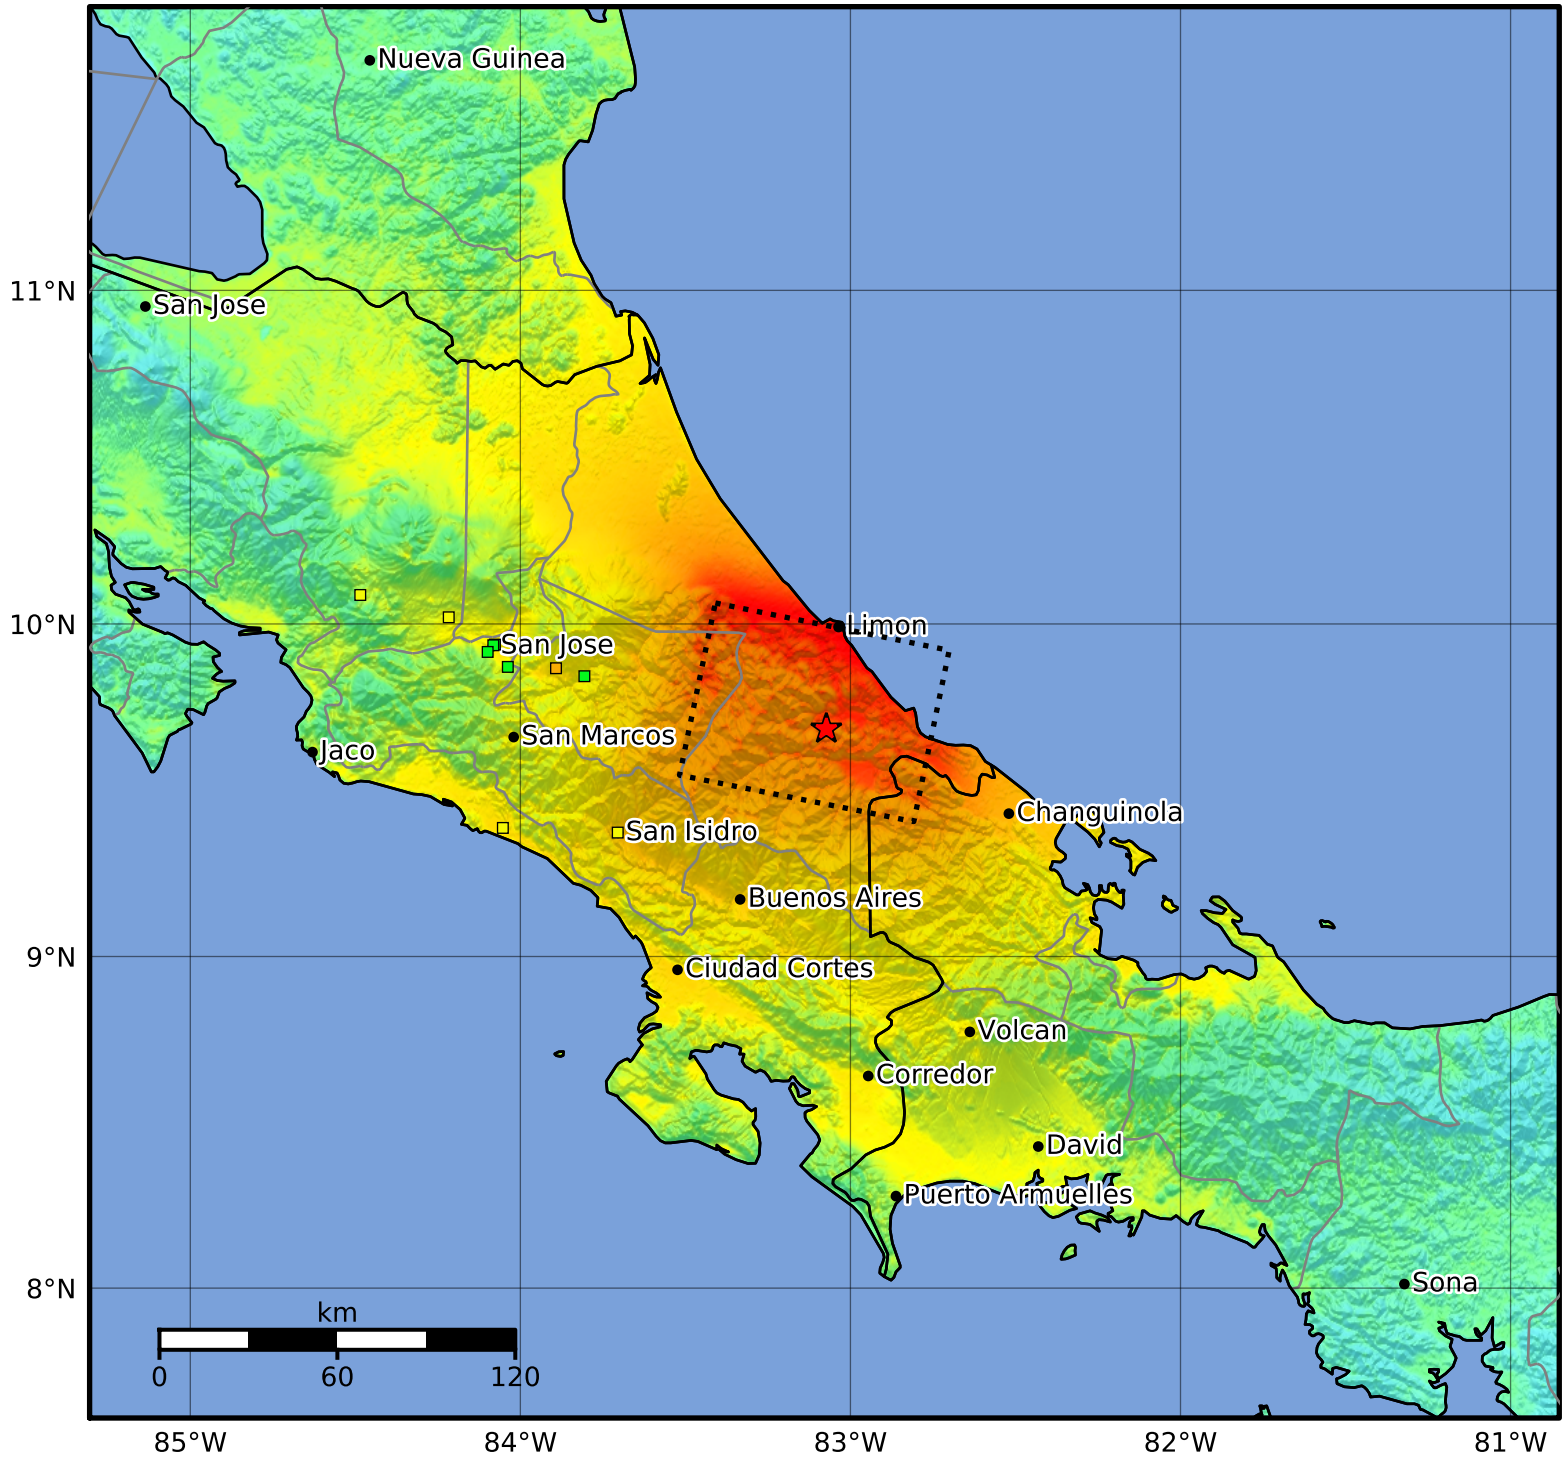 Nueva Guinea
11°N
San Jose
10°N
Limon
San Jose
San Marcos
Jaco
Changuinola
San Isidro
Buenos Aires
9°N
Ciudad Cortes
Volcan
Corredor
David
Puerto Armuelles
8°N
Sona
km
0 60 120
85°W 84°W 83°W 82°W 81°W